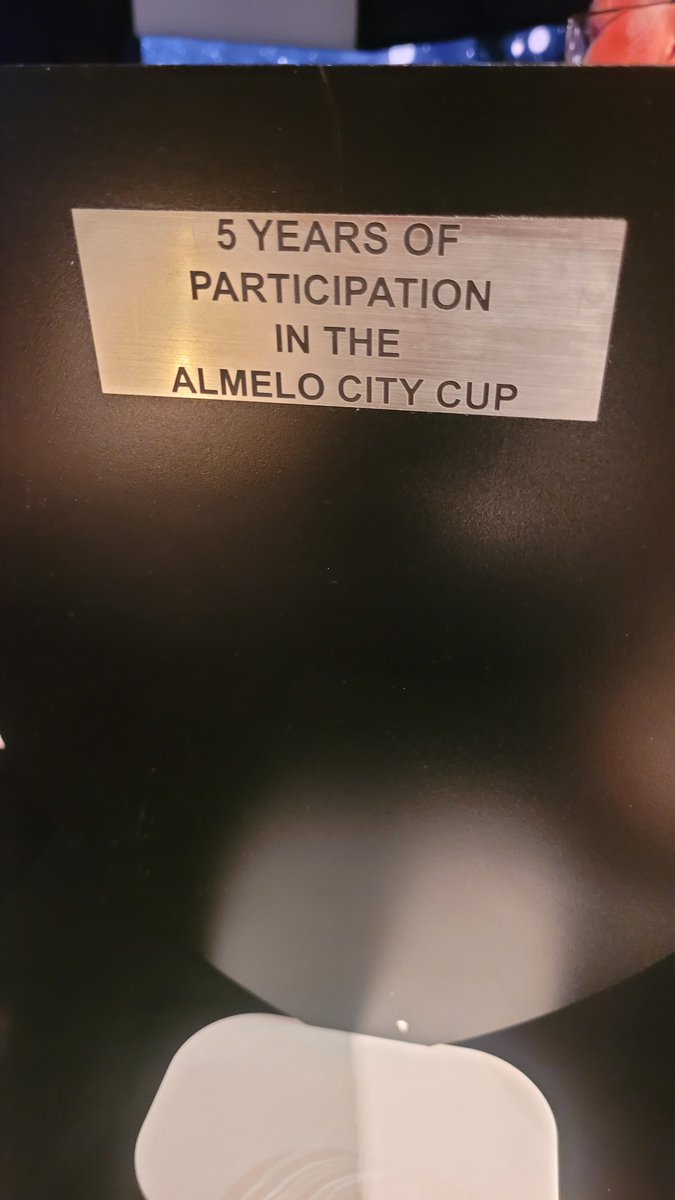 5 YEARS OF
PARTICIPATION
IN THE
ALMELO CITY CUP